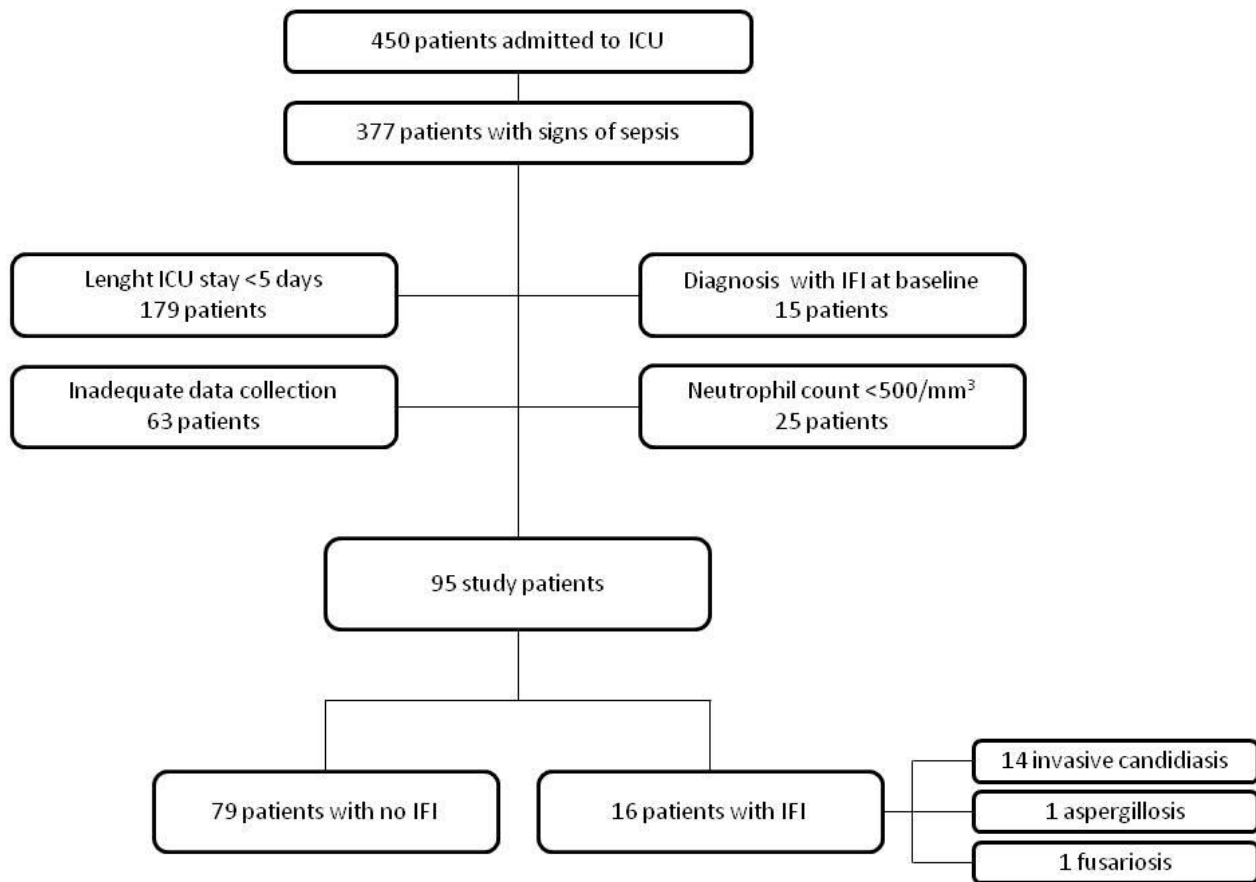 450 patients admitted to ICU
377 patients with signs of sepsis
Lenght ICU stay <5 days
179 patients
Diagnosis with IFI at baseline
15 patients
Inadequate data collection
63 patients
Neutrophil count <500/mm³
25 patients
95 study patients
79 patients with no IFI
16 patients with IFI
14 invasive candidiasis
1 aspergillosis
1 fusariosis